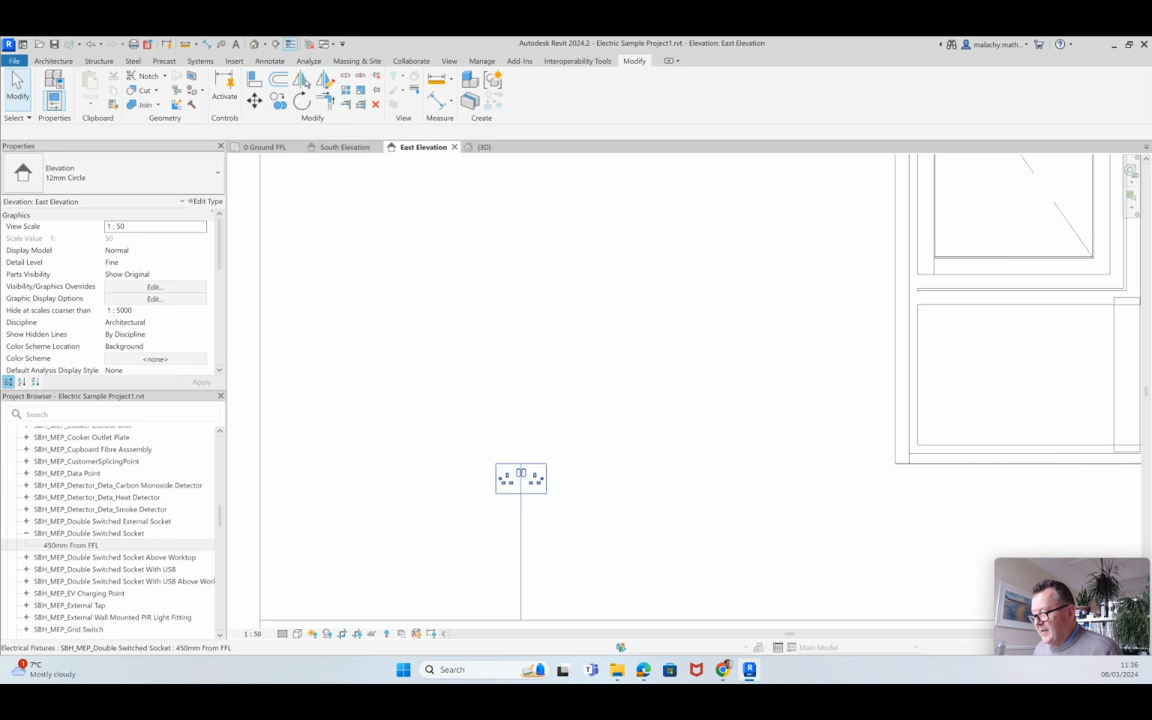 Autodesk Revit 2024.2 - Electric Sample Project1.rvt - Elevation: East Elevation
malachy.math...
File Architecture Structure Steel Precast Systems Insert Annotate Analyze Massing & Site Collaborate View Manage Add-Ins Interoperability Tools Modify
Modify
Notch
Cut
Join
Activate
Select Properties Clipboard Geometry Controls Modify View Measure Create
Properties
0 Ground FFL South Elevation East Elevation (3D)
Elevation
12mm Circle
Elevation: East Elevation Edit Type
Graphics
View Scale 1 : 50
Scale Value 1: 50
Display Model Normal
Detail Level Fine
Parts Visibility Show Original
Visibility/Graphics Overrides Edit...
Graphic Display Options Edit...
Hide at scales coarser than 1 : 5000
Discipline Architectural
Show Hidden Lines By Discipline
Color Scheme Location Background
Color Scheme <none>
Default Analysis Display Style None
Apply
Project Browser - Electric Sample Project1.rvt
Search
SBH_MEP_Cooker Outlet Plate
SBH_MEP_Cupboard Fibre Asssembly
SBH_MEP_CustomerSplicingPoint
SBH_MEP_Data Point
SBH_MEP_Detector_Deta_Carbon Monoxide Detector
SBH_MEP_Detector_Deta_Heat Detector
SBH_MEP_Detector_Deta_Smoke Detector
SBH_MEP_Double Switched External Socket
SBH_MEP_Double Switched Socket
450mm From FFL
SBH_MEP_Double Switched Socket Above Worktop
SBH_MEP_Double Switched Socket With USB
SBH_MEP_Double Switched Socket With USB Above Wor
SBH_MEP_EV Charging Point
SBH_MEP_External Tap
SBH_MEP_External Wall Mounted PIR Light Fitting
SBH_MEP_Grid Switch
1 : 50
Electrical Fixtures : SBH_MEP_Double Switched Socket : 450mm From FFL
Main Model
7°C
Mostly cloudy
Search
11:36
08/03/2024